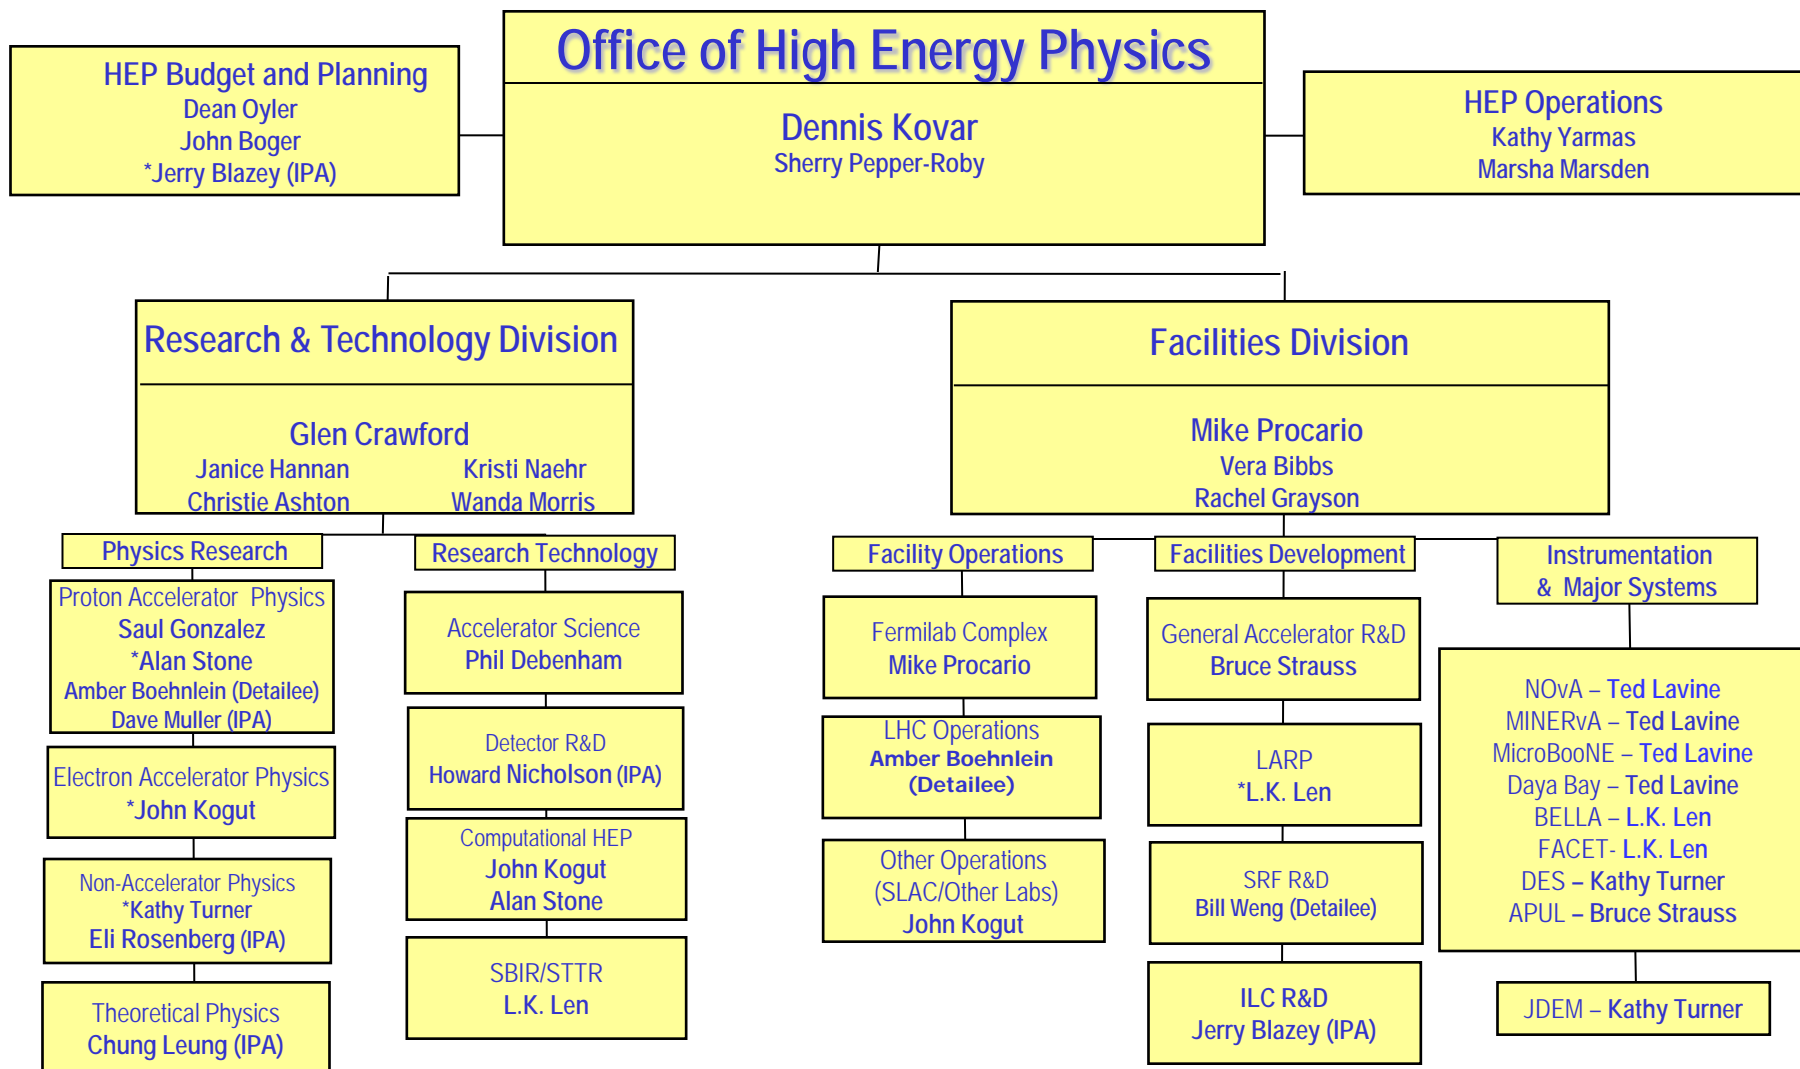 Office of High Energy Physics
Dennis Kovar
Sherry Pepper-Roby
HEP Budget and Planning
Dean Oyler
John Boger
*Jerry Blazey (IPA)
HEP Operations
Kathy Yarmas
Marsha Marsden
Research & Technology Division
Glen Crawford
Janice Hannan Kristi Naehr
Christie Ashton Wanda Morris
Physics Research
Proton Accelerator Physics
Saul Gonzalez
*Alan Stone
Amber Boehnlein (Detailee)
Dave Muller (IPA)
Electron Accelerator Physics
*John Kogut
Non-Accelerator Physics
*Kathy Turner
Eli Rosenberg (IPA)
Theoretical Physics
Chung Leung (IPA)
Research Technology
Accelerator Science
Phil Debenham
Detector R&D
Howard Nicholson (IPA)
Computational HEP
John Kogut
Alan Stone
SBIR/STTR
L.K. Len
Facilities Division
Mike Procario
Vera Bibbs
Rachel Grayson
Facility Operations
Fermilab Complex
Mike Procario
LHC Operations
Amber Boehnlein
(Detailee)
Other Operations
(SLAC/Other Labs)
John Kogut
Facilities Development
General Accelerator R&D
Bruce Strauss
LARP
*L.K. Len
SRF R&D
Bill Weng (Detailee)
ILC R&D
Jerry Blazey (IPA)
Instrumentation
& Major Systems
NOvA – Ted Lavine
MINERvA – Ted Lavine
MicroBooNE – Ted Lavine
Daya Bay – Ted Lavine
BELLA – L.K. Len
FACET- L.K. Len
DES – Kathy Turner
APUL – Bruce Strauss
JDEM – Kathy Turner